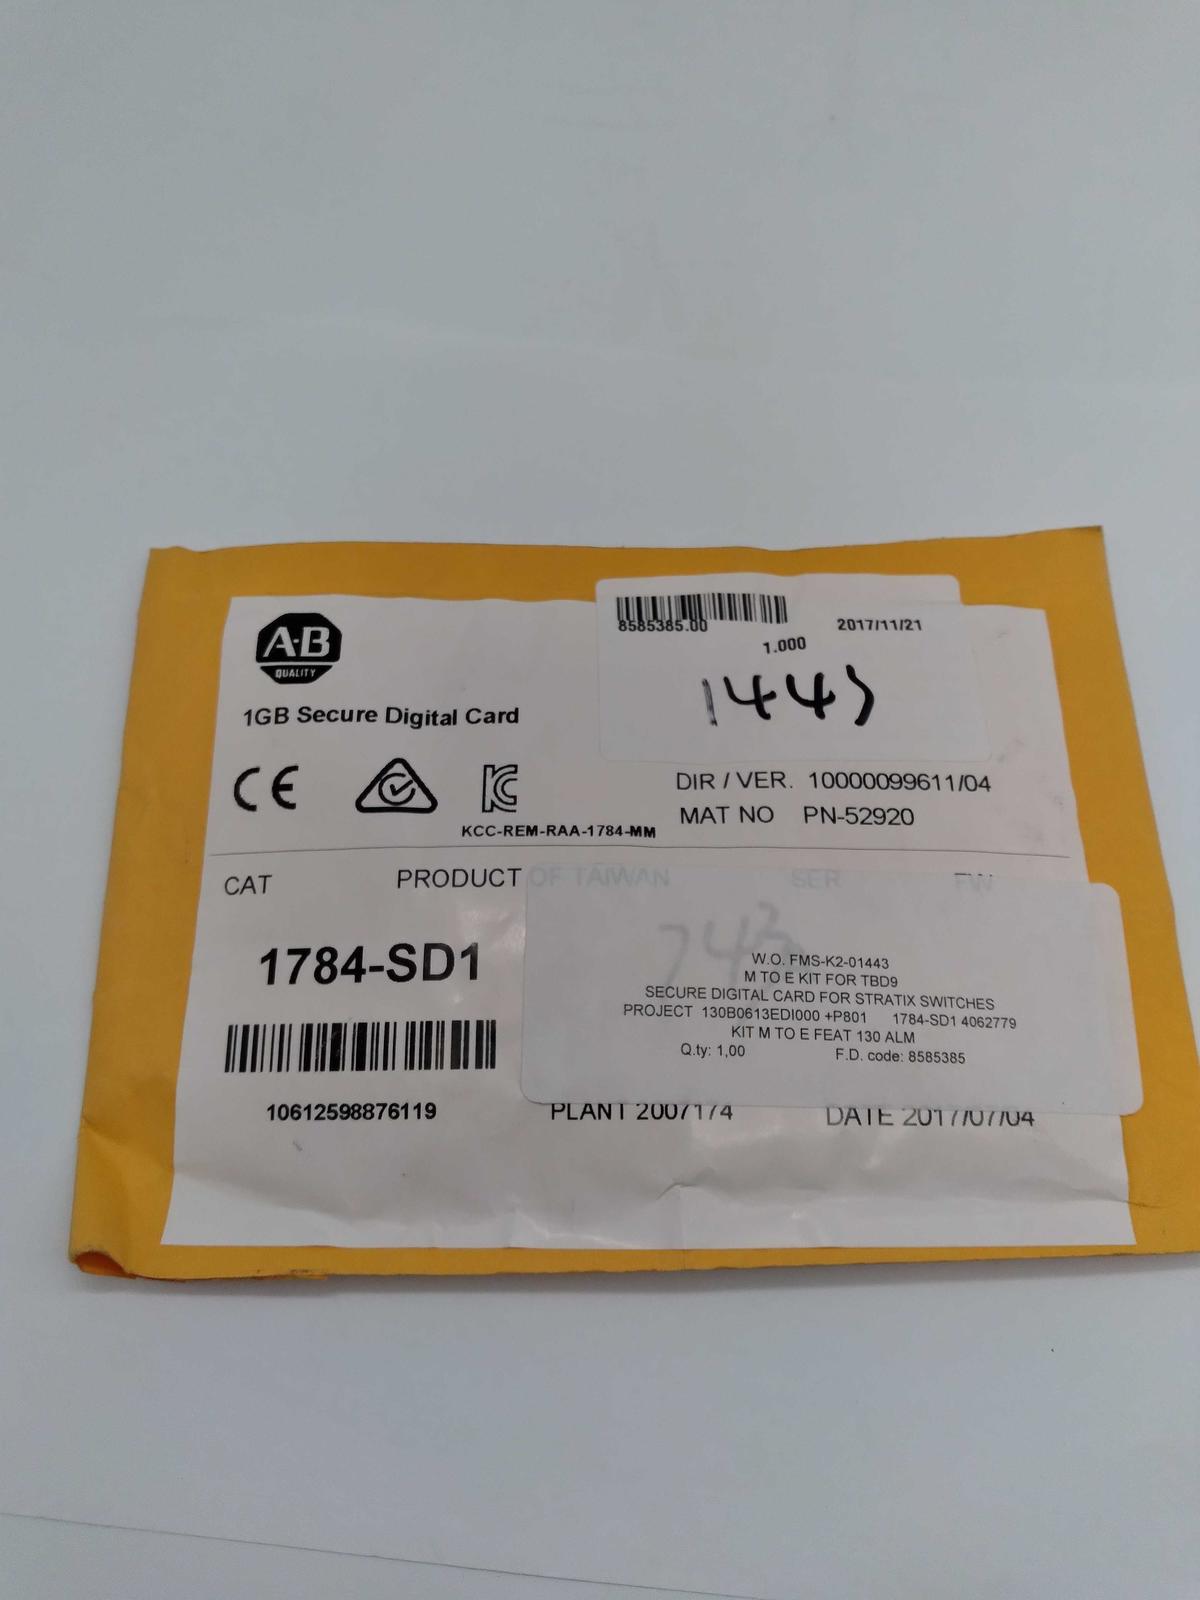 A-B
QUALITY
1GB Secure Digital Card
8585385.00
2017/11/21
1.000
1443
CE
KCC-REM-RAA-1784-MM
DIR / VER. 10000099611/04
MAT NO PN-52920
CAT PRODUCT OF TAIWAN SER FW
1784-SD1
743
W.O. FMS-K2-01443
M TO E KIT FOR TBD9
SECURE DIGITAL CARD FOR STRATIX SWITCHES
PROJECT 130B0613EDI000 +P801 1784-SD1 4062779
KIT M TO E FEAT 130 ALM
Q.ty: 1,00 F.D. code: 8585385
10612598876119 PLANT 2007174 DATE 2017/07/04